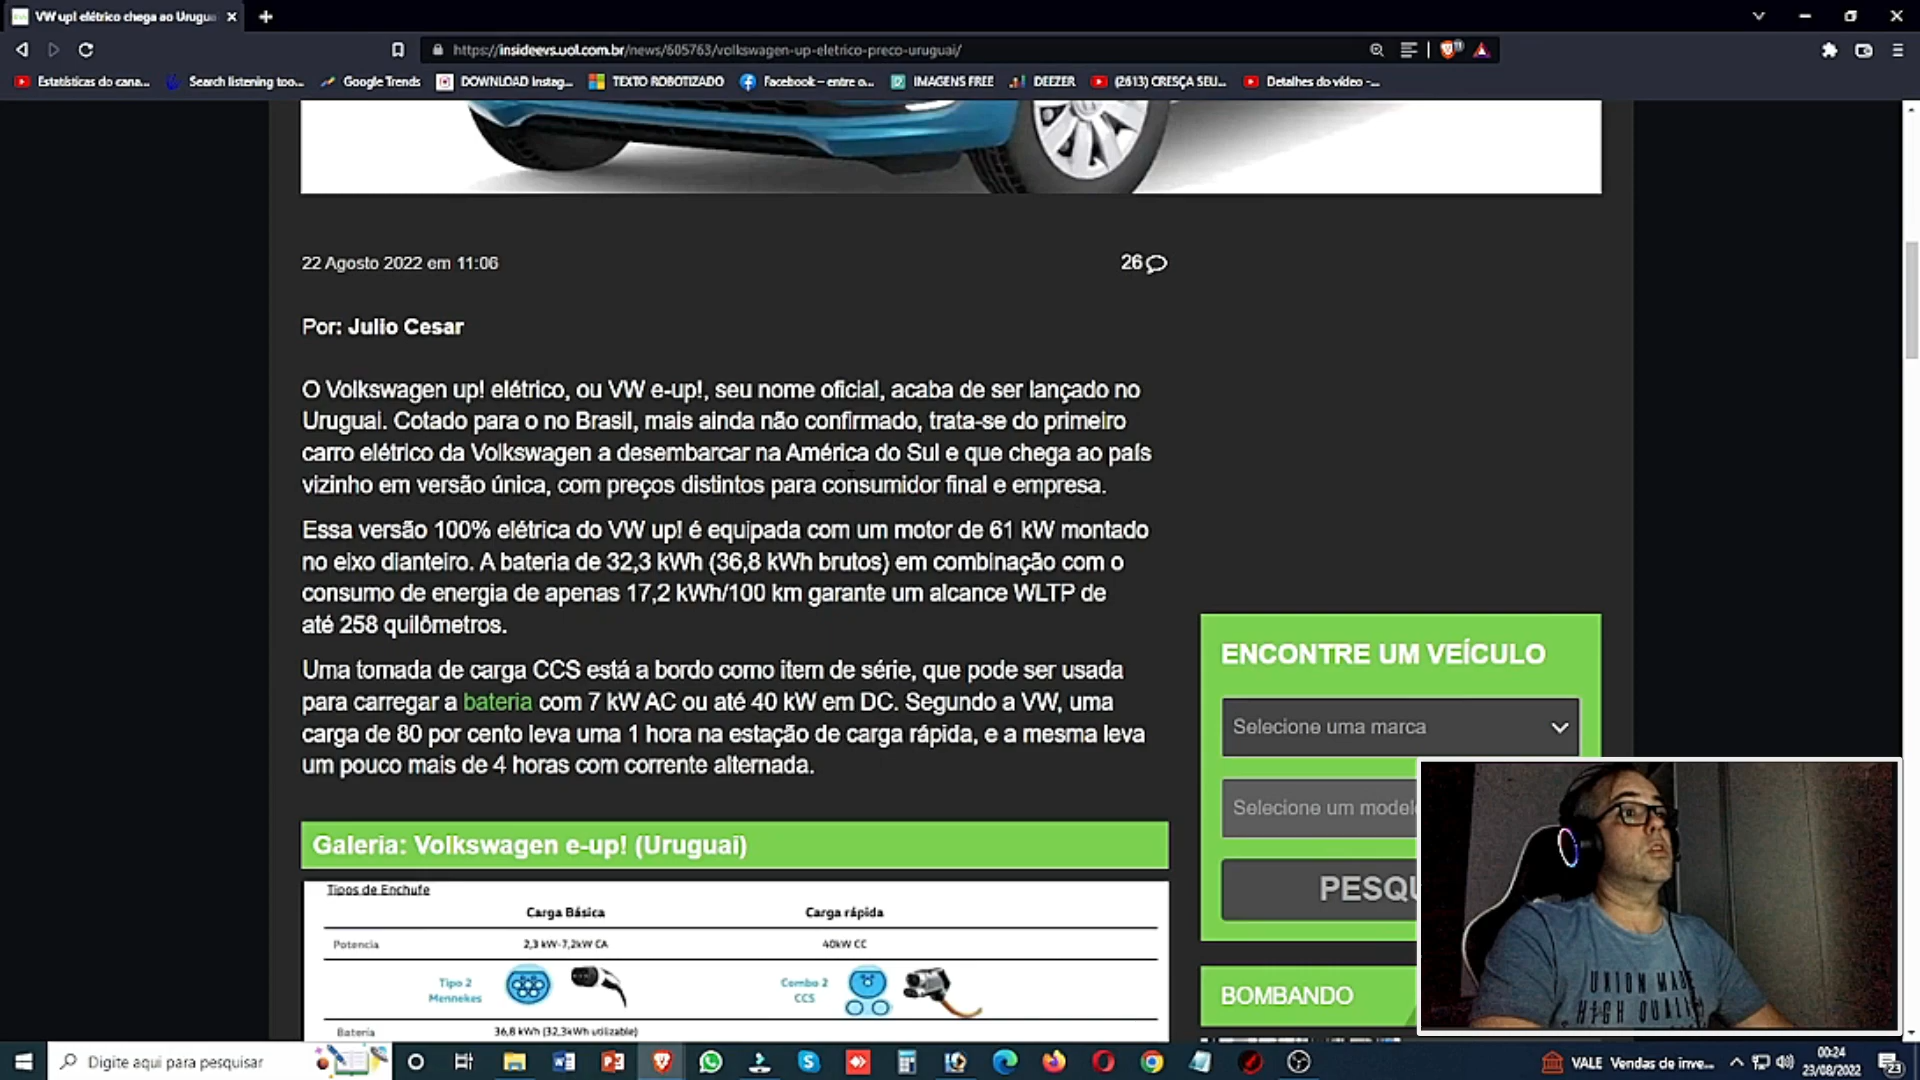 VW up! elétrico chega ao Urugua
https://insideevs.uol.com.br/news/605763/volkswagen-up-eletrico-preco-uruguai/
Estatísticas do cana... Search listening too... Google Trends DOWNLOAD Instag... TEXTO ROBOTIZADO Facebook – entre o... IMAGENS FREE DEEZER (2613) CRESÇA SEU... Detalhes do vídeo -...
22 Agosto 2022 em 11:06
26
Por: Julio Cesar
O Volkswagen up! elétrico, ou VW e-up!, seu nome oficial, acaba de ser lançado no
Uruguai. Cotado para o no Brasil, mais ainda não confirmado, trata-se do primeiro
carro elétrico da Volkswagen a desembarcar na América do Sul e que chega ao país
vizinho em versão única, com preços distintos para consumidor final e empresa.
Essa versão 100% elétrica do VW up! é equipada com um motor de 61 kW montado
no eixo dianteiro. A bateria de 32,3 kWh (36,8 kWh brutos) em combinação com o
consumo de energia de apenas 17,2 kWh/100 km garante um alcance WLTP de
até 258 quilômetros.
Uma tomada de carga CCS está a bordo como item de série, que pode ser usada
para carregar a bateria com 7 kW AC ou até 40 kW em DC. Segundo a VW, uma
carga de 80 por cento leva uma 1 hora na estação de carga rápida, e a mesma leva
um pouco mais de 4 horas com corrente alternada.
Galeria: Volkswagen e-up! (Uruguai)
Tipos de Enchufe
Carga Básica Carga rápida
Potencia 2,3 kW-7,2kW CA 40kW CC
Tipo 2 Combo 2
Mennekes CCS
Bateria 36,8 kWh (32,3kWh utilizable)
ENCONTRE UM VEÍCULO
Selecione uma marca
Selecione um model
PESQU
BOMBANDO
UNION MADE
HIGH QUALI
Digite aqui para pesquisar
VALE Vendas de inve...
00:24
23/08/2022
23